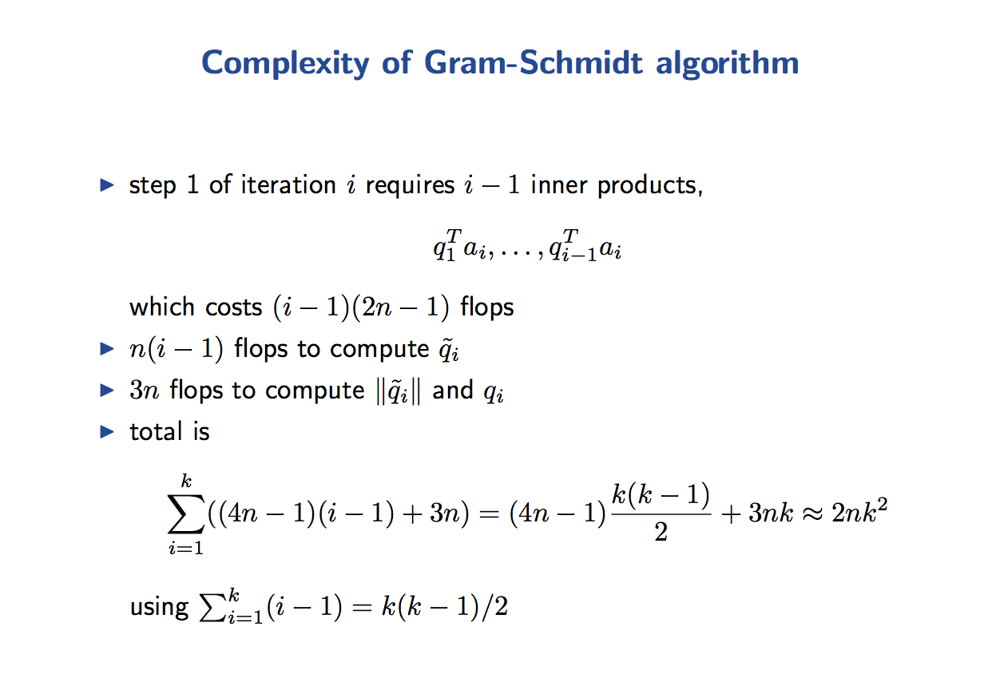 Complexity of Gram-Schmidt algorithm
▶ step 1 of iteration $i$ requires $i - 1$ inner products,
$q_1^T a_i, \ldots, q_{i-1}^T a_i$
which costs $(i - 1)(2n - 1)$ flops
▶ $n(i - 1)$ flops to compute $\tilde{q}_i$
▶ $3n$ flops to compute $\|\tilde{q}_i\|$ and $q_i$
▶ total is
$\sum_{i=1}^{k} ((4n - 1)(i - 1) + 3n) = (4n - 1)\frac{k(k - 1)}{2} + 3nk \approx 2nk^2$
using $\sum_{i=1}^{k} (i - 1) = k(k - 1)/2$